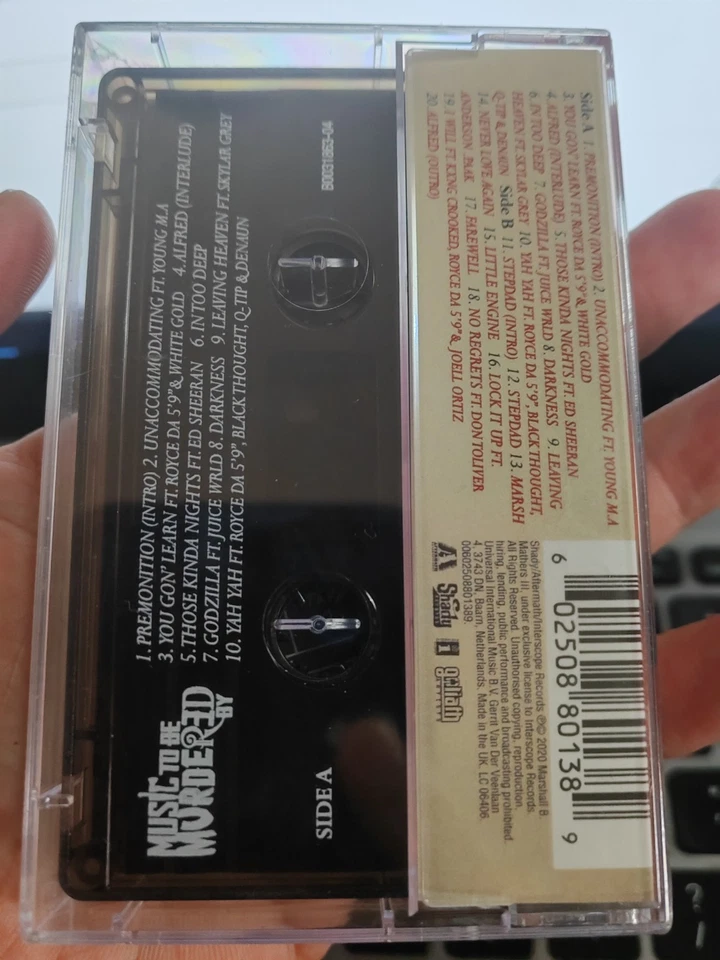 Side A 1. PREMONITION (INTRO) 2. UNACCOMMODATING FT. YOUNG M.A
3. YOU GON' LEARN FT. ROYCE DA 5'9" & WHITE GOLD
4. ALFRED (INTERLUDE) 5. THOSE KINDA NIGHTS FT. ED SHEERAN
6. IN TOO DEEP 7. GODZILLA FT. JUICE WRLD 8. DARKNESS 9. LEAVING
HEAVEN FT. SKYLAR GREY 10. YAH YAH FT. ROYCE DA 5'9", BLACK THOUGHT,
Q-TIP & DENAUN Side B 11. STEPDAD (INTRO) 12. STEPDAD 13. MARSH
14. NEVER LOVE AGAIN 15. LITTLE ENGINE 16. LOCK IT UP FT.
ANDERSON .PAAK 17. FAREWELL 18. NO REGRETS FT. DON TOLIVER
19. I WILL FT. KXNG CROOKED, ROYCE DA 5'9" & JOELL ORTIZ
20. ALFRED (OUTRO)
6 02508 80138 9
Shady/Aftermath/Interscope Records ℗© 2020 Marshall B.
Mathers III, under exclusive license to Interscope Records.
All Rights Reserved. Unauthorised copying, reproduction,
hiring, lending, public performance and broadcasting prohibited.
Universal International Music B.V. Gerrit Van Der Veenlaan
4, 3743 DN, Baarn, Netherlands. Made in the UK. LC 06406.
00602508801389.
Shady
goliath
MUSIC TO BE
MURDERED
BY
SIDE A
1. PREMONITION (INTRO) 2. UNACCOMMODATING FT. YOUNG M.A
3. YOU GON' LEARN FT. ROYCE DA 5'9" & WHITE GOLD 4. ALFRED (INTERLUDE)
5. THOSE KINDA NIGHTS FT. ED SHEERAN 6. IN TOO DEEP
7. GODZILLA FT. JUICE WRLD 8. DARKNESS 9. LEAVING HEAVEN FT. SKYLAR GREY
10. YAH YAH FT. ROYCE DA 5'9", BLACK THOUGHT, Q-TIP & DENAUN
B0031863-04